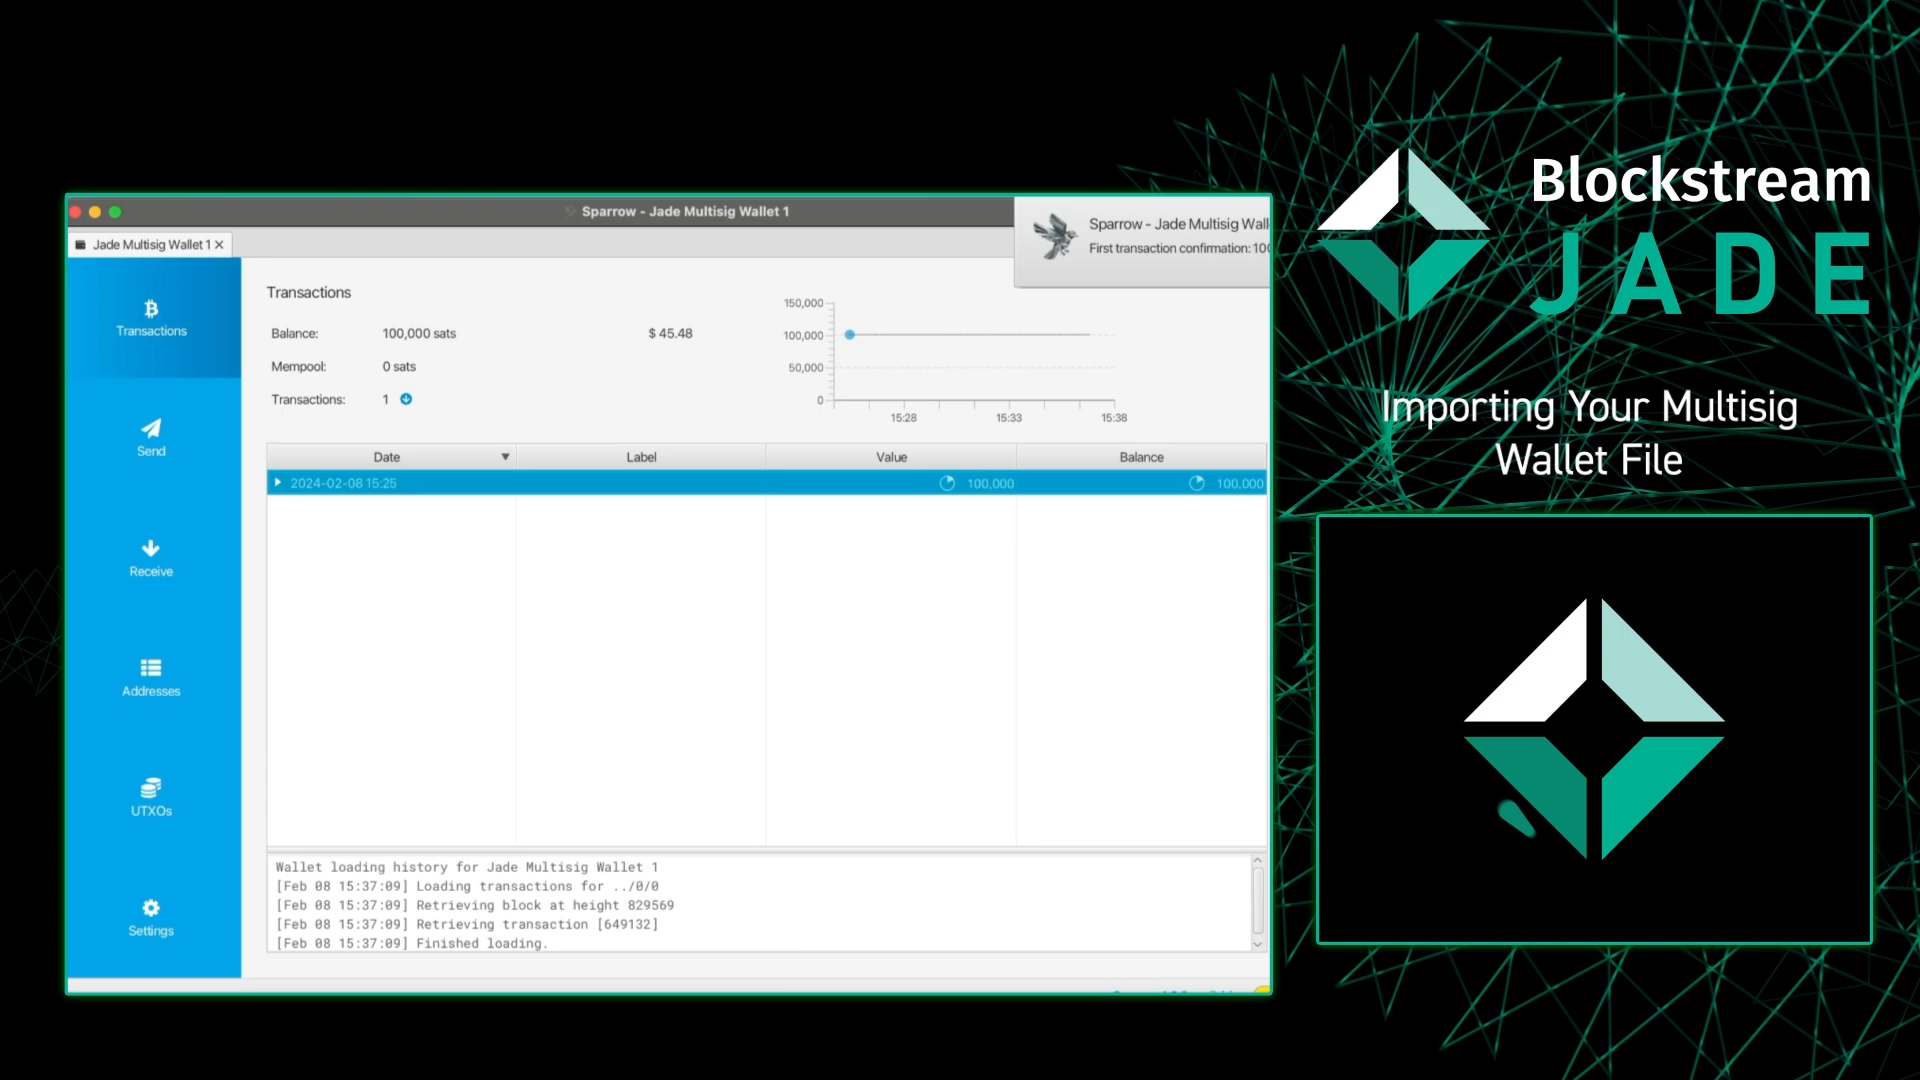 Sparrow - Jade Multisig Wallet 1
Jade Multisig Wallet 1
Sparrow - Jade Multisig Wall
First transaction confirmation: 100
Transactions
Send
Receive
Addresses
UTXOs
Settings
Transactions
Balance: 100,000 sats $ 45.48
Mempool: 0 sats
Transactions: 1
150,000
100,000
50,000
0
15:28 15:33 15:38
Date Label Value Balance
2024-02-08 15:25 100,000 100,000
Wallet loading history for Jade Multisig Wallet 1
[Feb 08 15:37:09] Loading transactions for ../0/0
[Feb 08 15:37:09] Retrieving block at height 829569
[Feb 08 15:37:09] Retrieving transaction [649132]
[Feb 08 15:37:09] Finished loading.
Blockstream
JADE
Importing Your Multisig
Wallet File